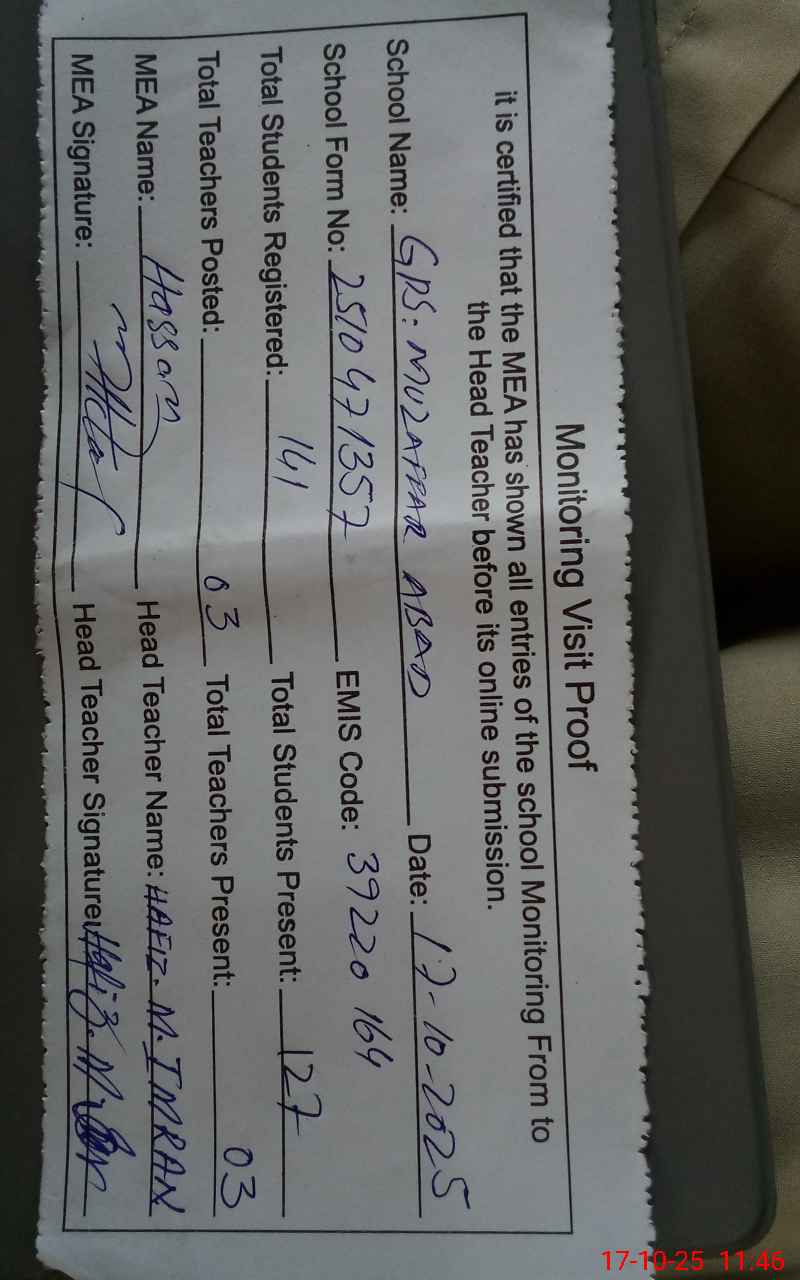 Monitoring Visit Proof
it is certified that the MEA has shown all entries of the school Monitoring From to
the Head Teacher before its online submission.
School Name: GPS: MUZAFFAR ABAD Date: 17-10-2025
School Form No: 2510471357 EMIS Code: 39220164
Total Students Registered: 141 Total Students Present: 127
Total Teachers Posted: 03 Total Teachers Present: 03
MEA Name: Hassam Head Teacher Name: HAFIZ. M. IMRAN
MEA Signature: Head Teacher Signature: Hafiz. M.
17-10-25 11:46